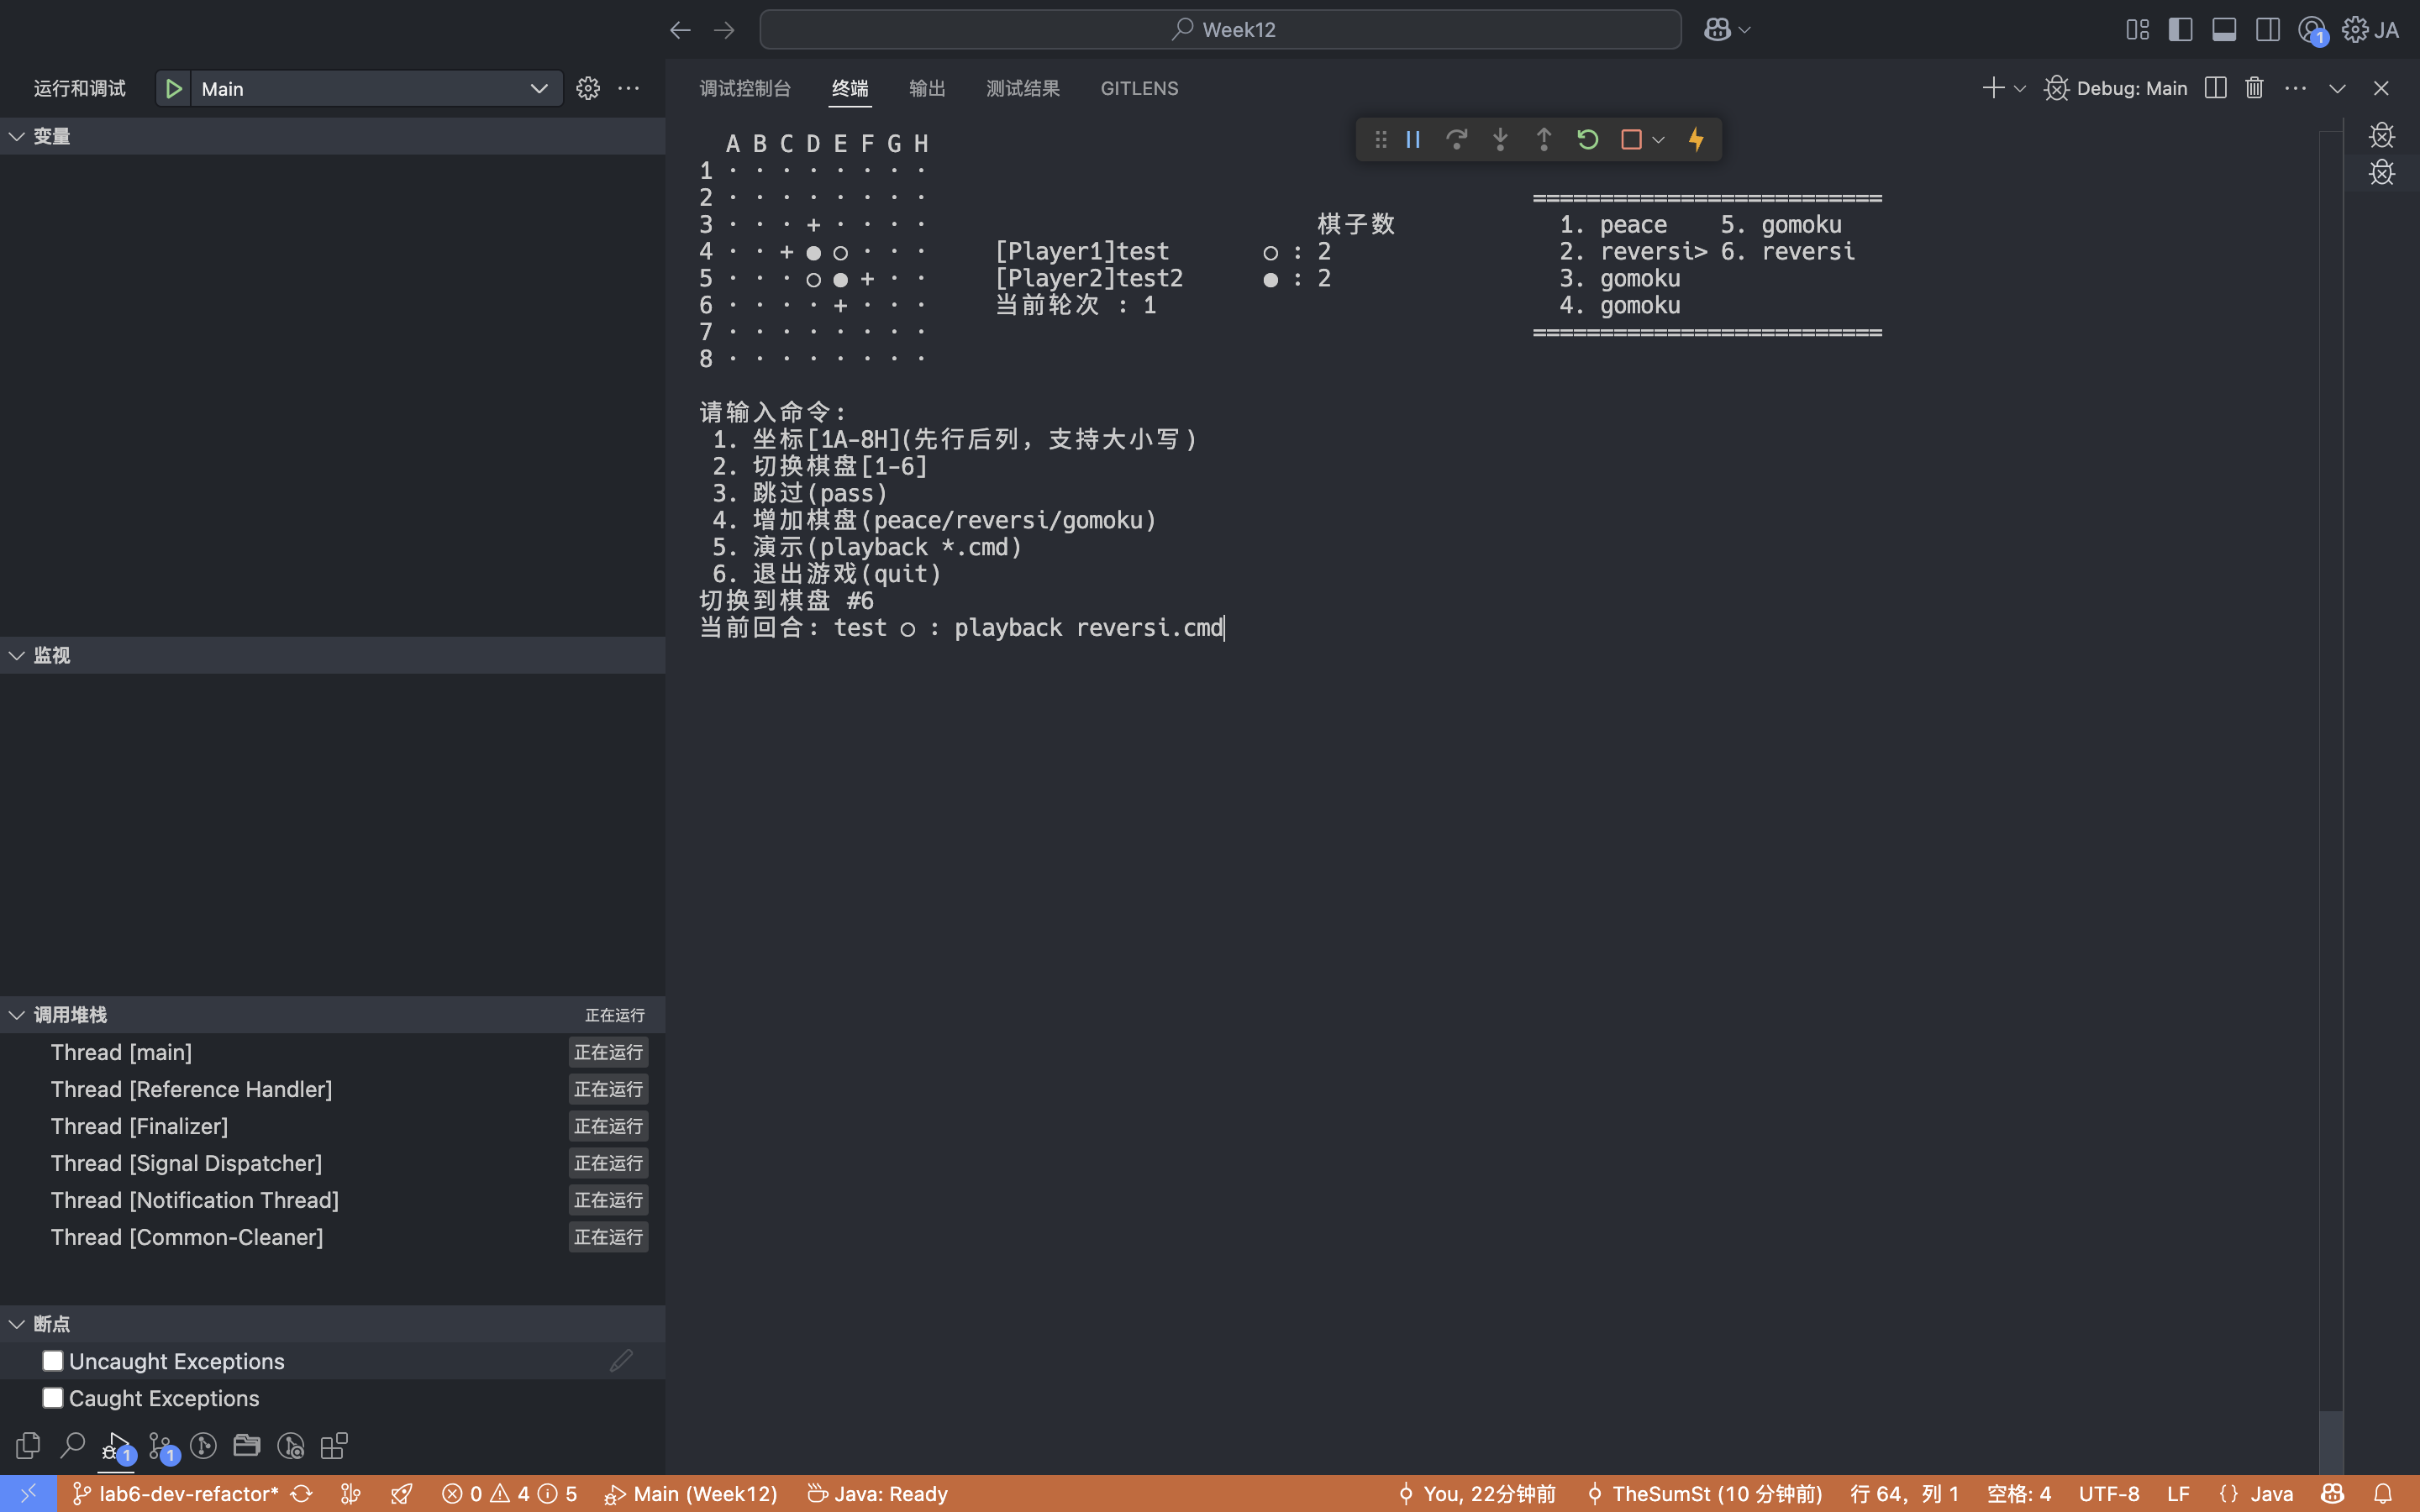 Week12
JA
运行和调试
Main
调试控制台 终端 输出 测试结果 GITLENS
Debug: Main
变量
监视
调用堆栈 正在运行
Thread [main] 正在运行
Thread [Reference Handler] 正在运行
Thread [Finalizer] 正在运行
Thread [Signal Dispatcher] 正在运行
Thread [Notification Thread] 正在运行
Thread [Common-Cleaner] 正在运行
断点
Uncaught Exceptions
Caught Exceptions
A B C D E F G H
1 · · · · · · · ·
2 · · · · · · · · ==========================
3 · · · + · · · · 棋子数 1. peace 5. gomoku
4 · · + ● ○ · · · [Player1]test ○ : 2 2. reversi> 6. reversi
5 · · · ○ ● + · · [Player2]test2 ● : 2 3. gomoku
6 · · · · + · · · 当前轮次 : 1 4. gomoku
7 · · · · · · · · ==========================
8 · · · · · · · ·
请输入命令:
1. 坐标[1A-8H](先行后列，支持大小写)
2. 切换棋盘[1-6]
3. 跳过(pass)
4. 增加棋盘(peace/reversi/gomoku)
5. 演示(playback *.cmd)
6. 退出游戏(quit)
切换到棋盘 #6
当前回合: test ○ : playback reversi.cmd
1 1
lab6-dev-refactor* 0 4 5 Main (Week12) Java: Ready You, 22分钟前 TheSumSt (10 分钟前) 行 64，列 1 空格: 4 UTF-8 LF {} Java